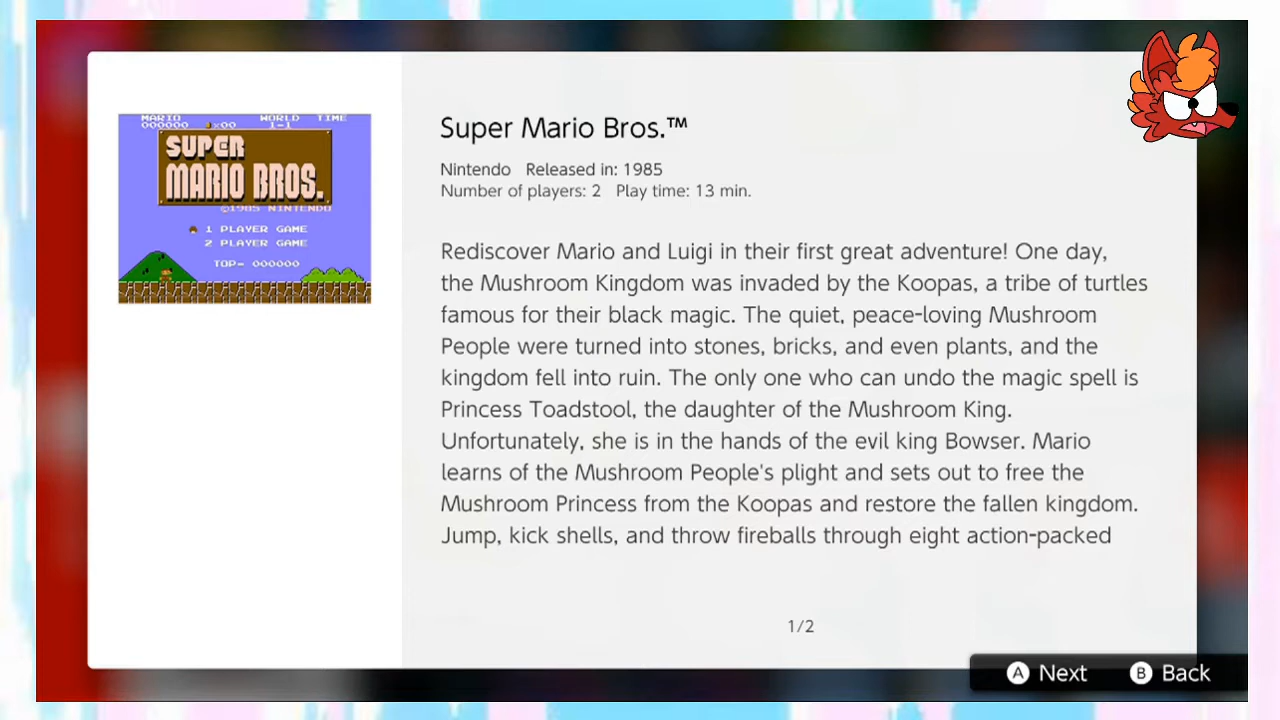 MARIO WORLD TIME
000000 x00 1-1
SUPER
MARIO BROS.
©1985 NINTENDO
1 PLAYER GAME
2 PLAYER GAME
TOP- 000000
Super Mario Bros.™
Nintendo Released in: 1985
Number of players: 2 Play time: 13 min.
Rediscover Mario and Luigi in their first great adventure! One day,
the Mushroom Kingdom was invaded by the Koopas, a tribe of turtles
famous for their black magic. The quiet, peace-loving Mushroom
People were turned into stones, bricks, and even plants, and the
kingdom fell into ruin. The only one who can undo the magic spell is
Princess Toadstool, the daughter of the Mushroom King.
Unfortunately, she is in the hands of the evil king Bowser. Mario
learns of the Mushroom People's plight and sets out to free the
Mushroom Princess from the Koopas and restore the fallen kingdom.
Jump, kick shells, and throw fireballs through eight action-packed
1/2
A Next B Back